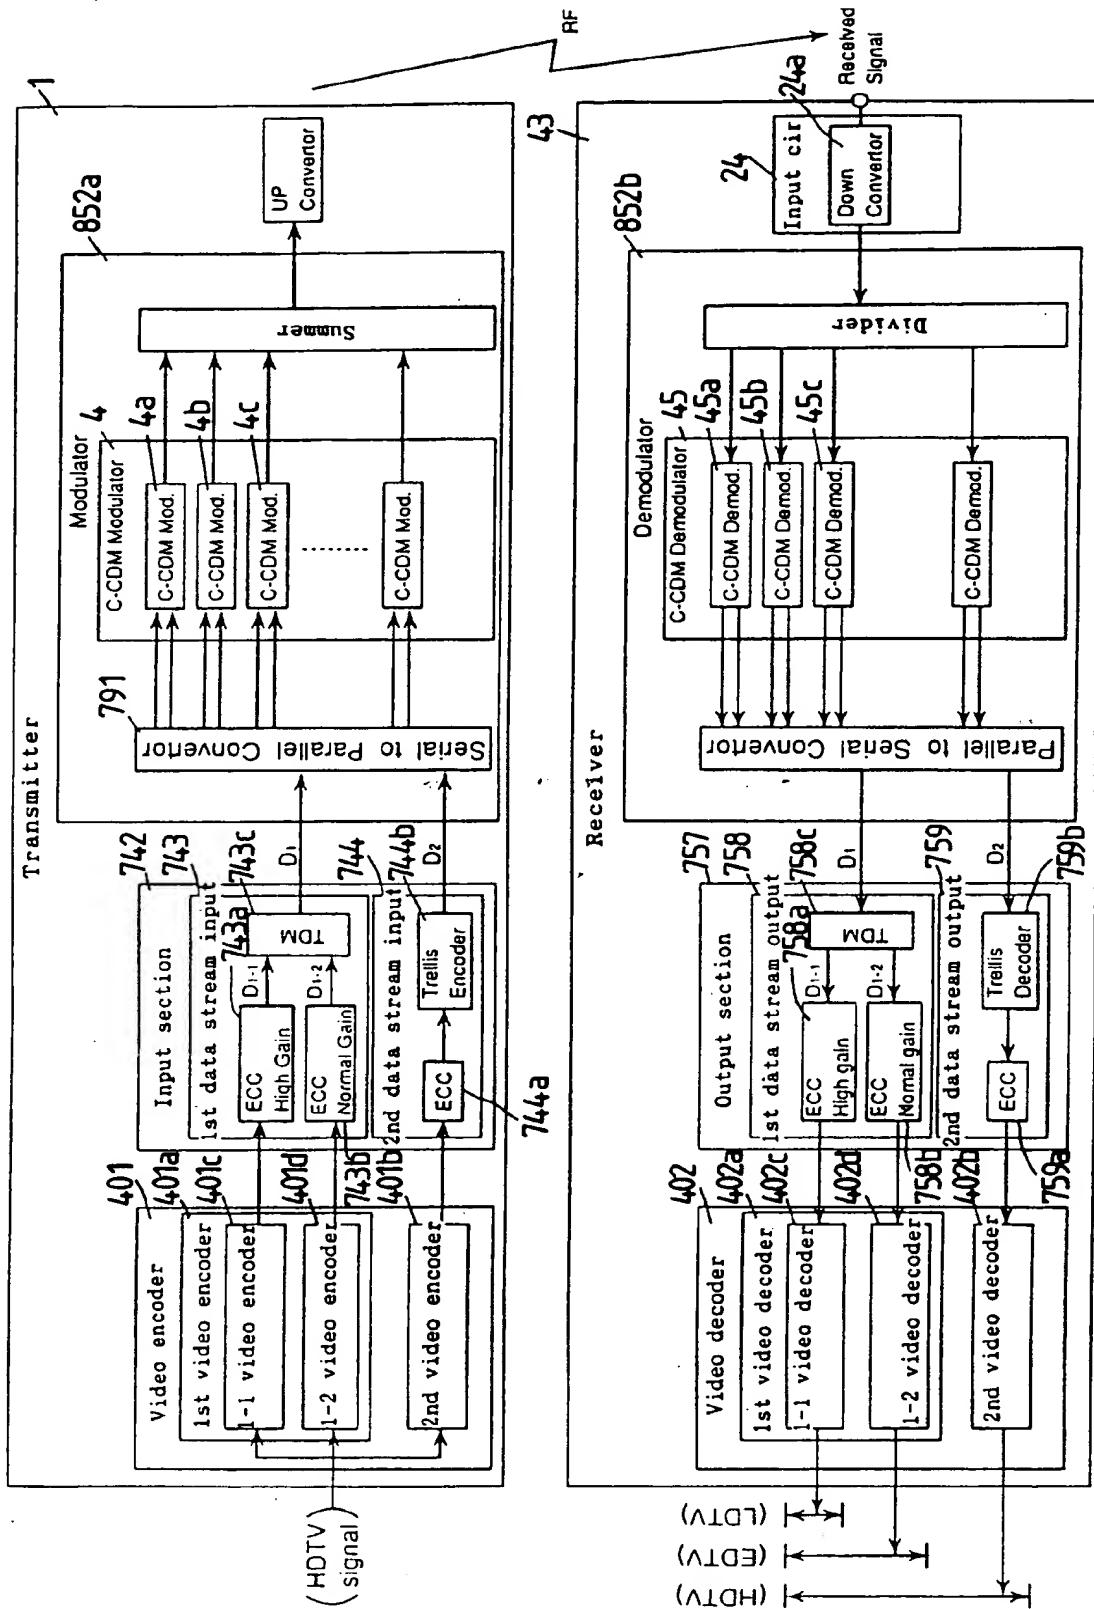 Transmitter
1
(HDTV
signal)
401
Video encoder
401a
1st video encoder
401c
1-1 video encoder
401d
1-2 video encoder
401b
2nd video encoder
742
Input section
743
1st data stream input
743a
ECC
High Gain
743b
ECC
Normal Gain
D1-1
D1-2
743c
TDM
D1
744
2nd data stream input
744a
ECC
744b
Trellis
Encoder
D2
852a
Modulator
791
Serial to Parallel Convertor
4
C-CDM Modulator
4a
C-CDM Mod.
4b
C-CDM Mod.
4c
C-CDM Mod.
..........
C-CDM Mod.
Summer
UP
Convertor
RF
Receiver
43
Received
Signal
24
Input cir
24a
Down
Convertor
852b
Demodulator
Divider
45
C-CDM Demodulator
45a
C-CDM Demod.
45b
C-CDM Demod.
45c
C-CDM Demod.
C-CDM Demod.
Parallel to Serial Convertor
D1
D2
757
Output section
758
1st data stream output
758c
TDM
D1-1
D1-2
758a
ECC
High gain
758b
ECC
Normal gain
759
2nd data stream output
759b
Trellis
Decoder
759a
ECC
402
Video decoder
402a
1st video decoder
402c
1-1 video decoder
402d
1-2 video decoder
402b
2nd video decoder
(LDTV)
(EDTV)
(HDTV)